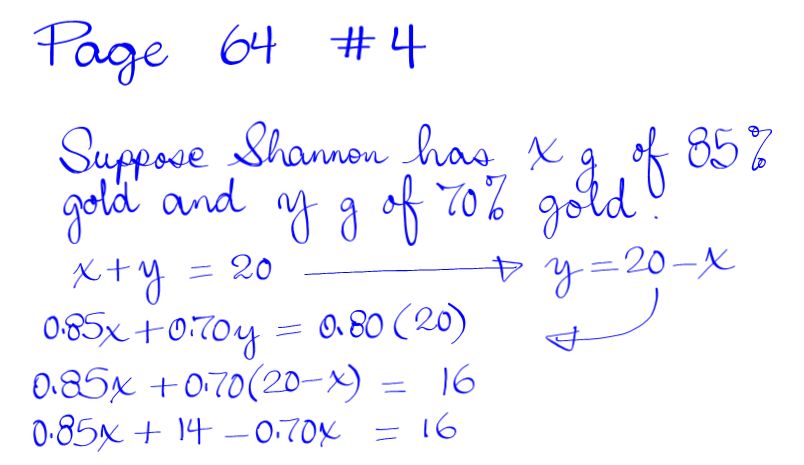 Page 64 #4
Suppose Shannon has x g of 85%
gold and y g of 70% gold.
x+y = 20 → y=20-x
0.85x+0.70y = 0.80(20)
0.85x + 0.70(20-x) = 16
0.85x + 14 - 0.70x = 16